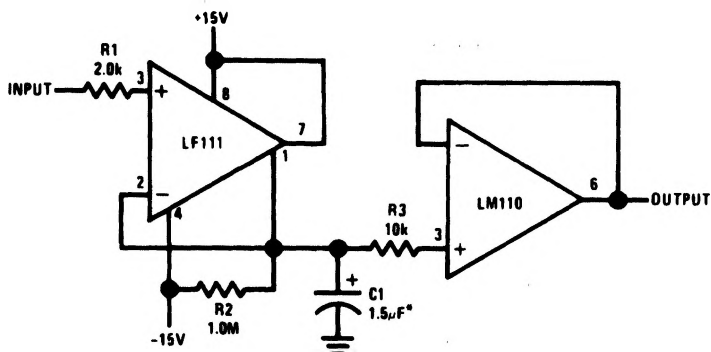 +15V
R1
2.0k
INPUT
3
+
8
LF111
7
1
2
−
4
−
6
LM110
OUTPUT
R3
10k
3
+
+
C1
1.5μF*
R2
1.0M
-15V